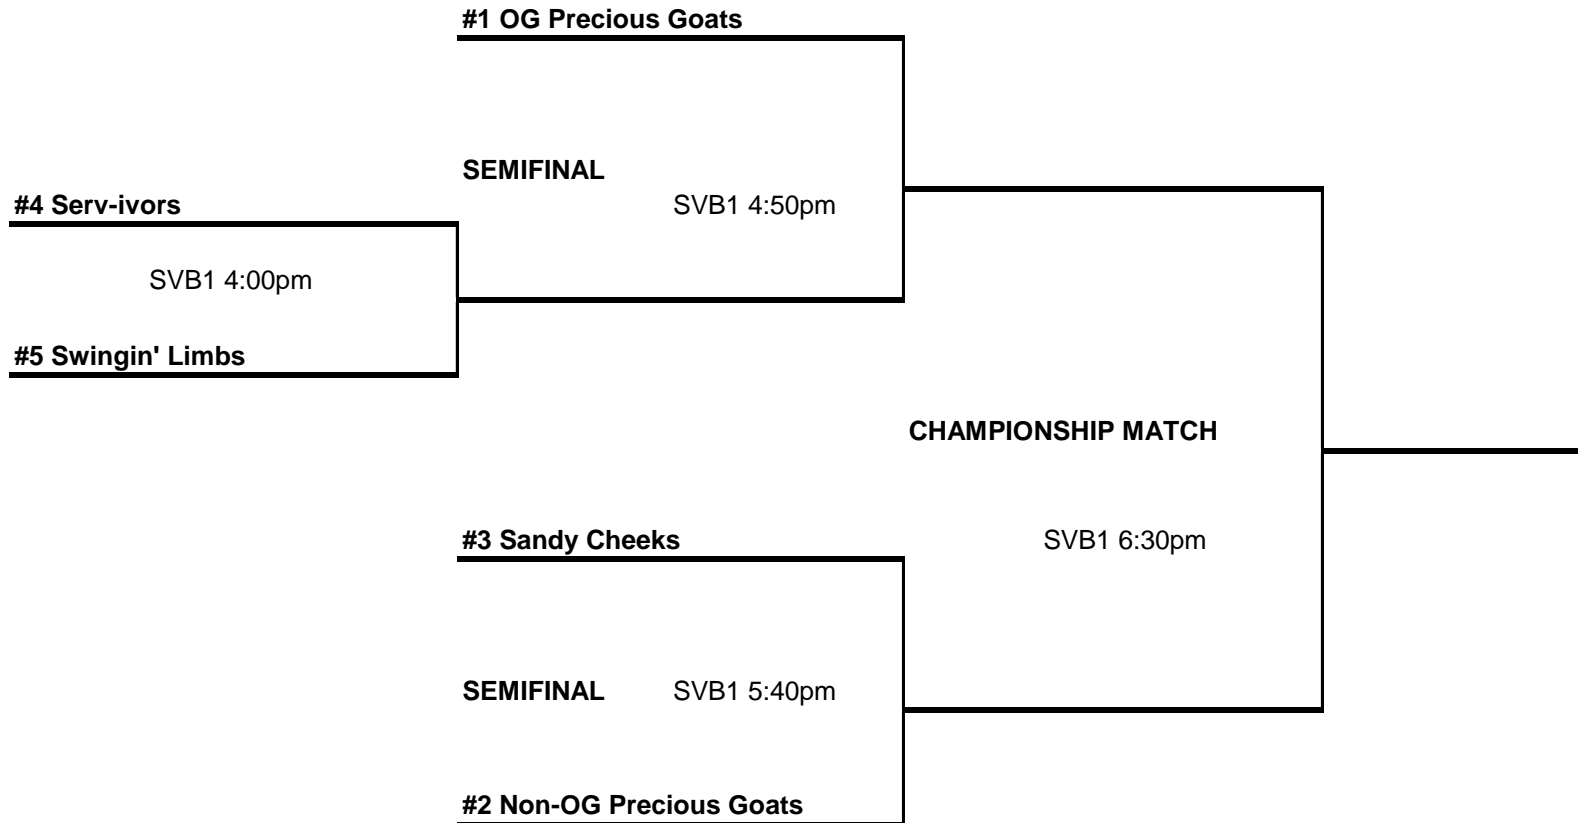 #1 OG Precious Goats
SEMIFINAL
#4 Serv-ivors
SVB1 4:50pm
SVB1 4:00pm
#5 Swingin' Limbs
CHAMPIONSHIP MATCH
#3 Sandy Cheeks
SVB1 6:30pm
SEMIFINAL SVB1 5:40pm
#2 Non-OG Precious Goats